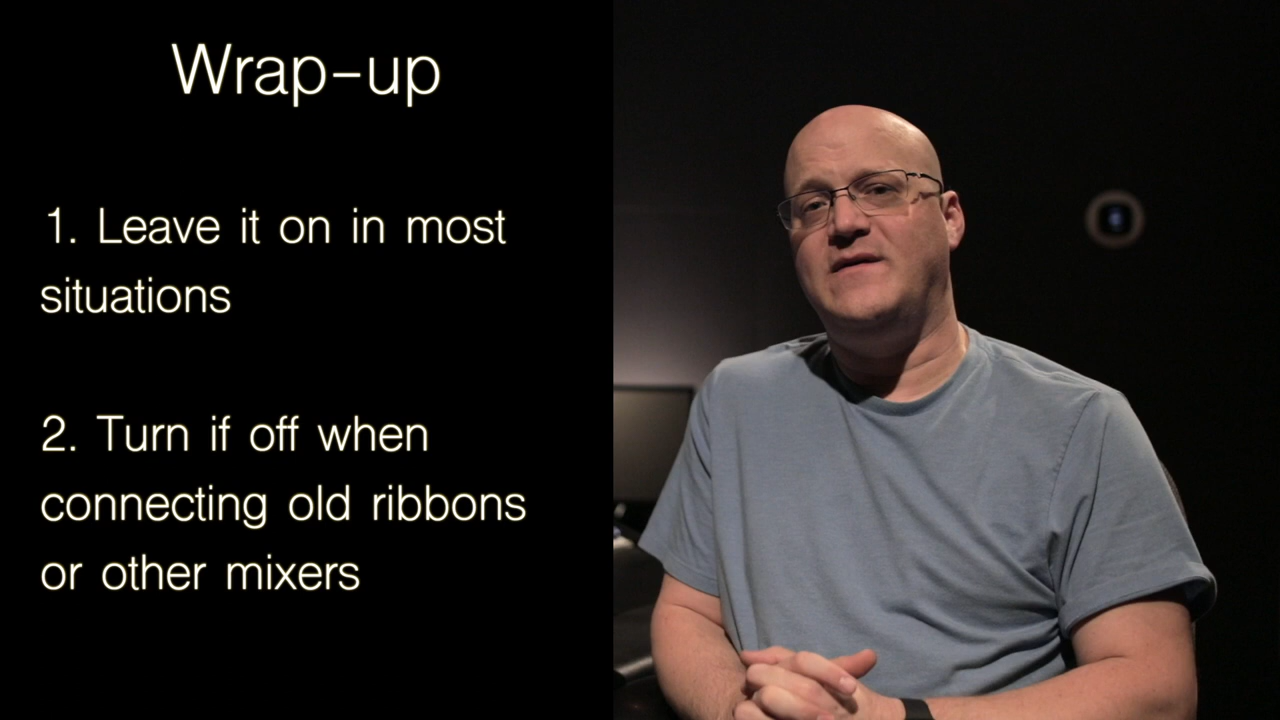 Wrap-up
1. Leave it on in most
situations
2. Turn if off when
connecting old ribbons
or other mixers